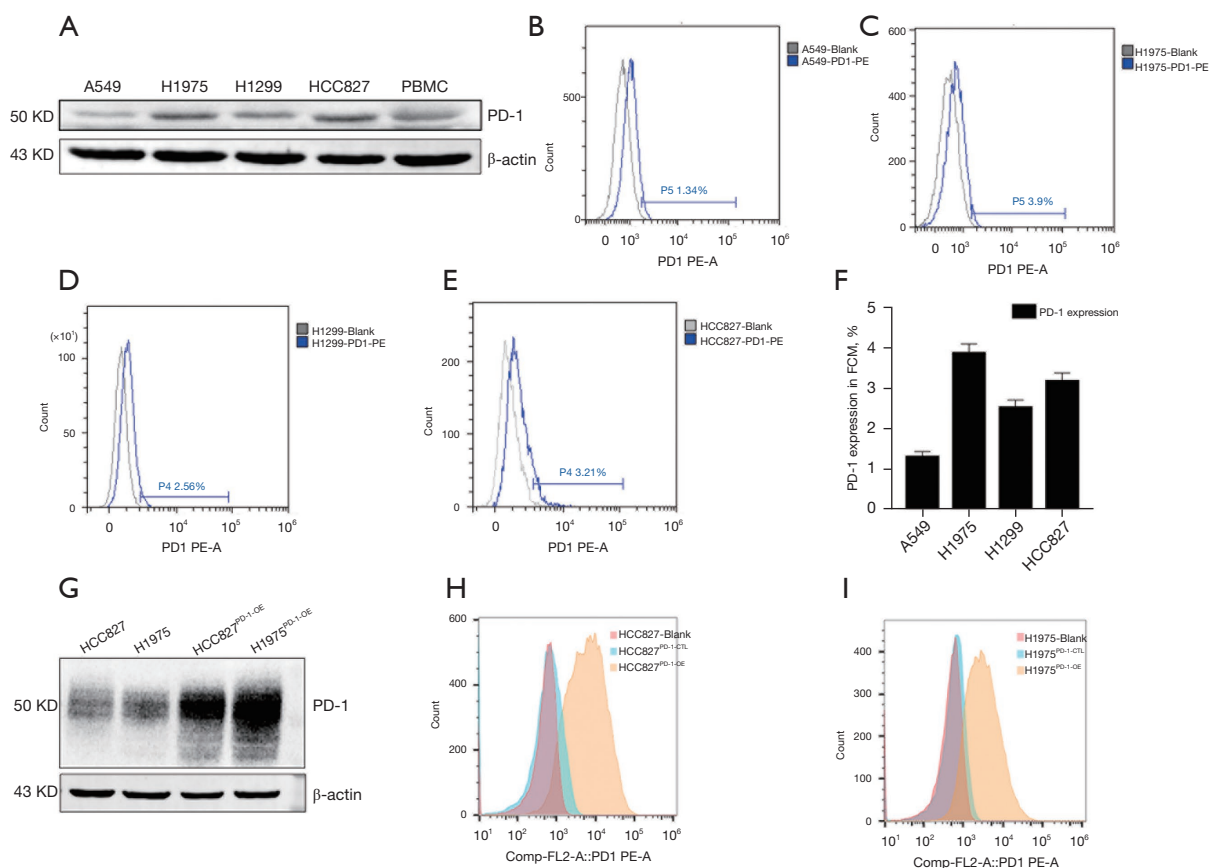 A
A549 H1975 H1299 HCC827 PBMC
50 KD PD-1
43 KD β-actin
B
A549-Blank
A549-PD1-PE
500
0
Count
P5 1.34%
0 10³ 10⁴ 10⁵ 10⁶
PD1 PE-A
C
H1975-Blank
H1975-PD1-PE
600
400
200
0
Count
P5 3.9%
0 10³ 10⁴ 10⁵ 10⁶
PD1 PE-A
D
(×10¹)
H1299-Blank
H1299-PD1-PE
100
50
0
Count
P4 2.56%
0 10⁴ 10⁵ 10⁶
PD1 PE-A
E
HCC827-Blank
HCC827-PD1-PE
200
150
100
50
0
Count
P4 3.21%
0 10⁴ 10⁵ 10⁶
PD1 PE-A
F
PD-1 expression
5
4
3
2
1
0
PD-1 expression in FCM, %
A549 H1975 H1299 HCC827
G
HCC827 H1975 HCC827PD-1-OE H1975PD-1-OE
50 KD PD-1
43 KD β-actin
H
HCC827-Blank
HCC827PD-1-CTL
HCC827PD-1-OE
600
400
200
0
Count
10¹ 10² 10³ 10⁴ 10⁵ 10⁶
Comp-FL2-A::PD1 PE-A
I
H1975-Blank
H1975PD-1-CTL
H1975PD-1-OE
400
300
200
100
0
Count
10¹ 10² 10³ 10⁴ 10⁵ 10⁶
Comp-FL2-A::PD1 PE-A